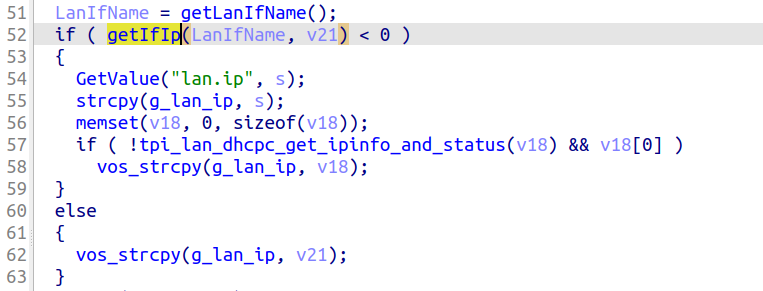 51 LanIfName = getLanIfName();
52 if ( getIfIp(LanIfName, v21) < 0 )
53 {
54 GetValue("lan.ip", s);
55 strcpy(g_lan_ip, s);
56 memset(v18, 0, sizeof(v18));
57 if ( !tpi_lan_dhcpc_get_ipinfo_and_status(v18) && v18[0] )
58 vos_strcpy(g_lan_ip, v18);
59 }
60 else
61 {
62 vos_strcpy(g_lan_ip, v21);
63 }